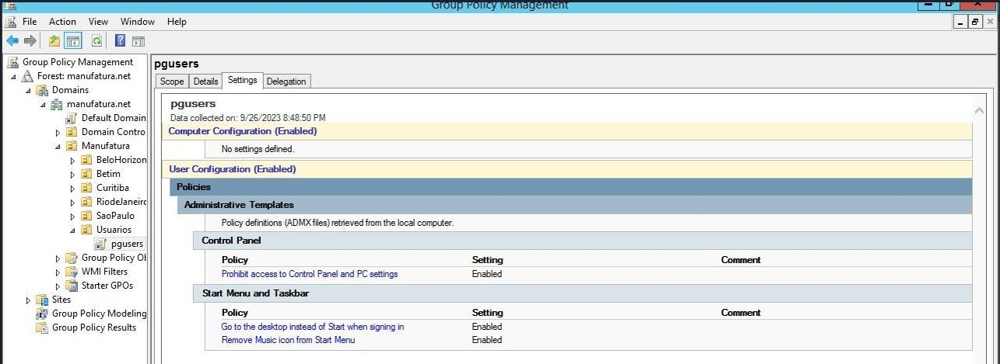 Group Policy Management
File Action View Window Help
Group Policy Management
Forest: manufatura.net
Domains
manufatura.net
Default Domain
Domain Contro
Manufatura
BeloHorizon
Betim
Curitiba
RiodeJaneiro
SaoPaulo
Usuarios
pgusers
Group Policy Ob
WMI Filters
Starter GPOs
Sites
Group Policy Modeling
Group Policy Results
pgusers
Scope Details Settings Delegation
pgusers
Data collected on: 9/26/2023 8:48:50 PM
Computer Configuration (Enabled)
No settings defined.
User Configuration (Enabled)
Policies
Administrative Templates
Policy definitions (ADMX files) retrieved from the local computer.
Control Panel
Policy Setting Comment
Prohibit access to Control Panel and PC settings Enabled
Start Menu and Taskbar
Policy Setting Comment
Go to the desktop instead of Start when signing in Enabled
Remove Music icon from Start Menu Enabled